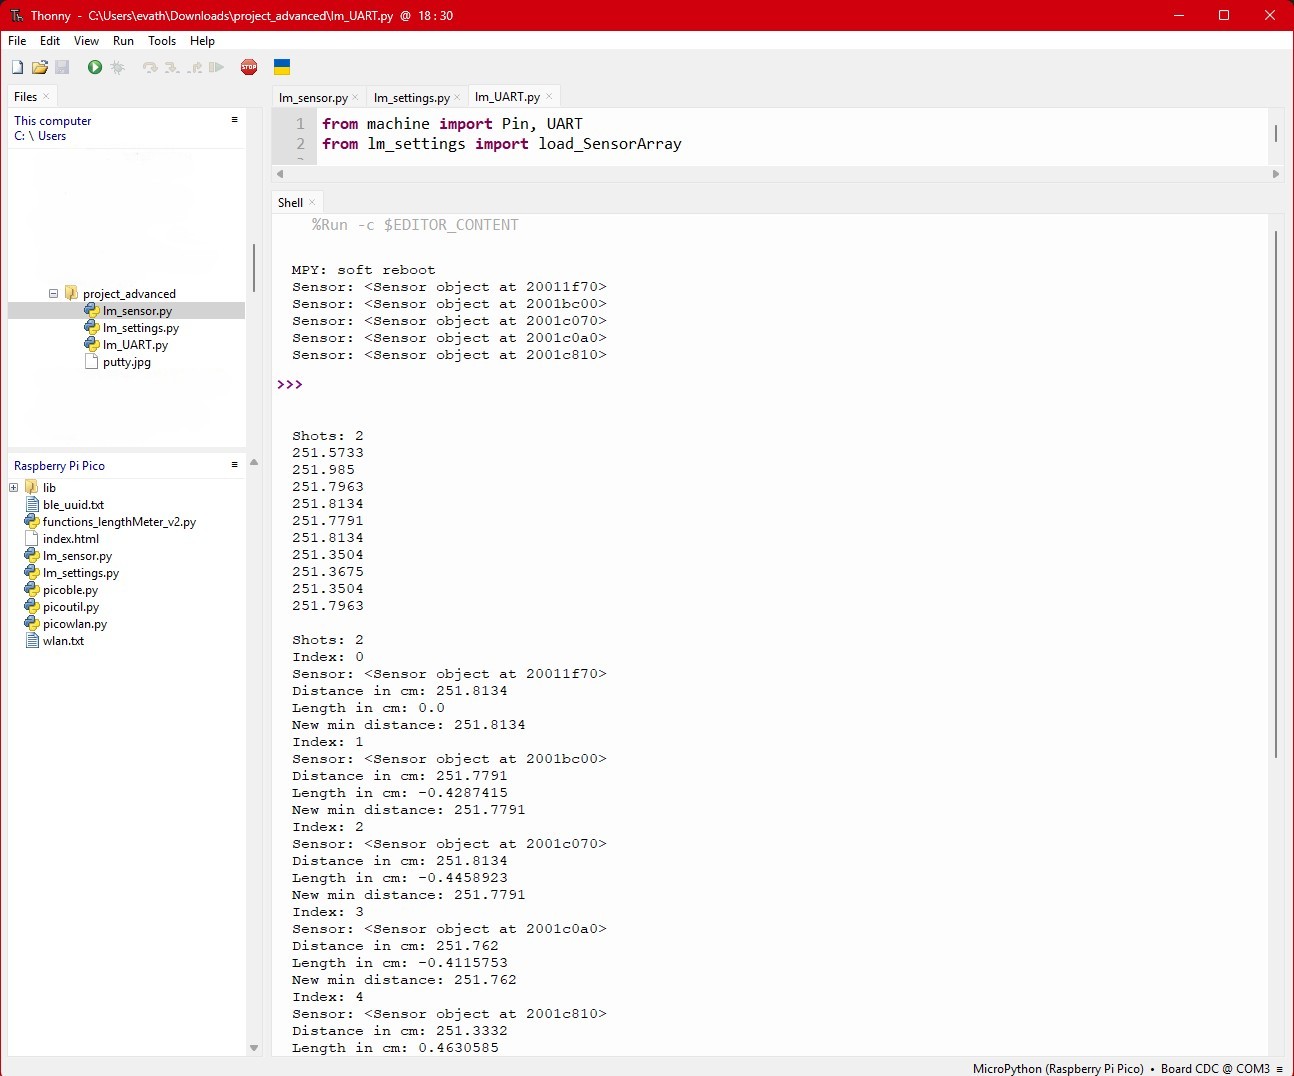 Thonny - C:\Users\evath\Downloads\project_advanced\lm_UART.py @ 18 : 30
File Edit View Run Tools Help
STOP
Files
This computer
C: \ Users
project_advanced
lm_sensor.py
lm_settings.py
lm_UART.py
putty.jpg
Raspberry Pi Pico
lib
ble_uuid.txt
functions_lengthMeter_v2.py
index.html
lm_sensor.py
lm_settings.py
picoble.py
picoutil.py
picowlan.py
wlan.txt
lm_sensor.py lm_settings.py lm_UART.py
1 from machine import Pin, UART
2 from lm_settings import load_SensorArray
Shell
%Run -c $EDITOR_CONTENT
MPY: soft reboot
Sensor: <Sensor object at 20011f70>
Sensor: <Sensor object at 2001bc00>
Sensor: <Sensor object at 2001c070>
Sensor: <Sensor object at 2001c0a0>
Sensor: <Sensor object at 2001c810>
>>>
Shots: 2
251.5733
251.985
251.7963
251.8134
251.7791
251.8134
251.3504
251.3675
251.3504
251.7963
Shots: 2
Index: 0
Sensor: <Sensor object at 20011f70>
Distance in cm: 251.8134
Length in cm: 0.0
New min distance: 251.8134
Index: 1
Sensor: <Sensor object at 2001bc00>
Distance in cm: 251.7791
Length in cm: -0.4287415
New min distance: 251.7791
Index: 2
Sensor: <Sensor object at 2001c070>
Distance in cm: 251.8134
Length in cm: -0.4458923
New min distance: 251.7791
Index: 3
Sensor: <Sensor object at 2001c0a0>
Distance in cm: 251.762
Length in cm: -0.4115753
New min distance: 251.762
Index: 4
Sensor: <Sensor object at 2001c810>
Distance in cm: 251.3332
Length in cm: 0.4630585
MicroPython (Raspberry Pi Pico) • Board CDC @ COM3 ≡